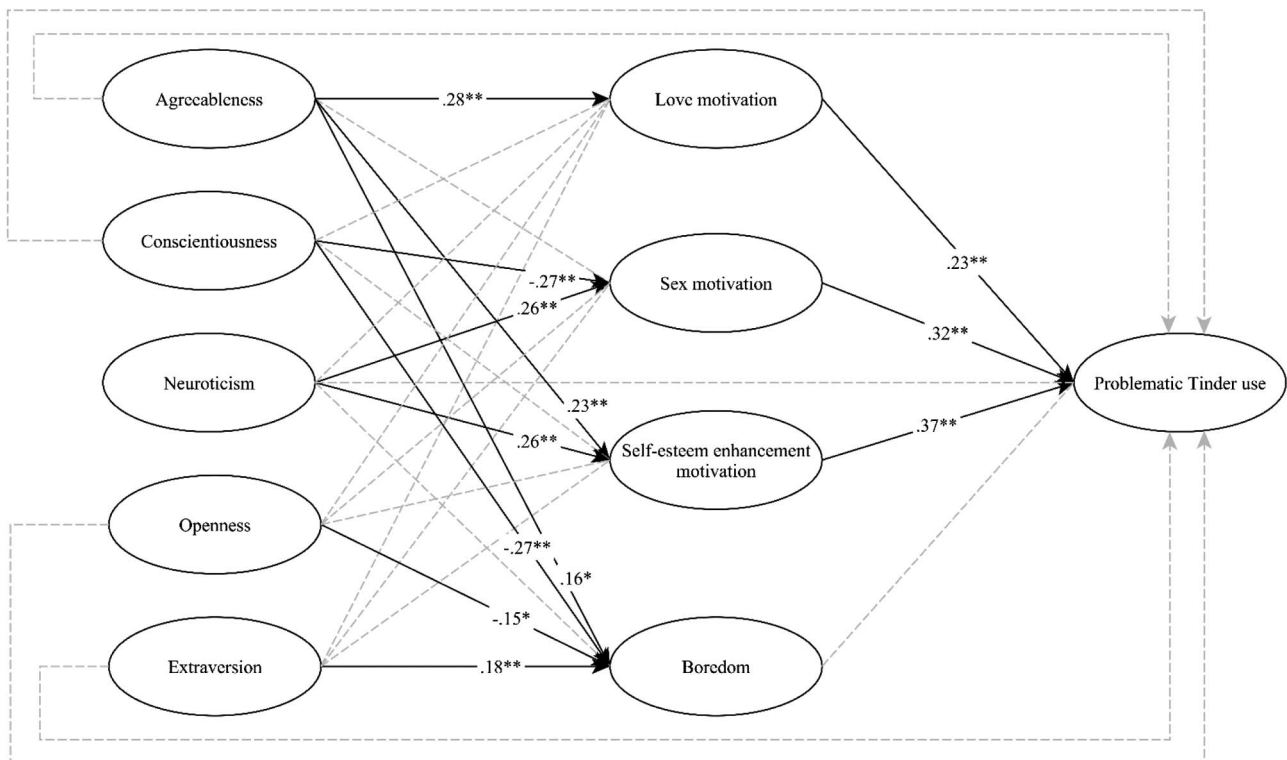 Agreeableness
.28**
Love motivation
Conscientiousness
-.27**
Sex motivation
.23**
.26**
.32**
Neuroticism
Problematic Tinder use
.23**
.26**
.37**
Self-esteem enhancement
motivation
Openness
-.27**
.16*
-.15*
Extraversion
.18**
Boredom